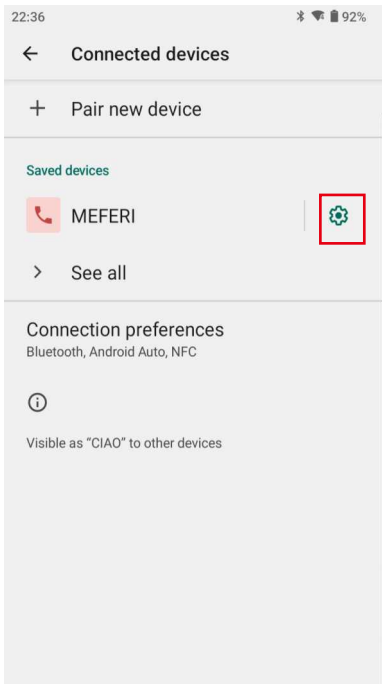 22:36 92%
Connected devices
Pair new device
Saved devices
MEFERI
See all
Connection preferences
Bluetooth, Android Auto, NFC
Visible as “CIAO” to other devices